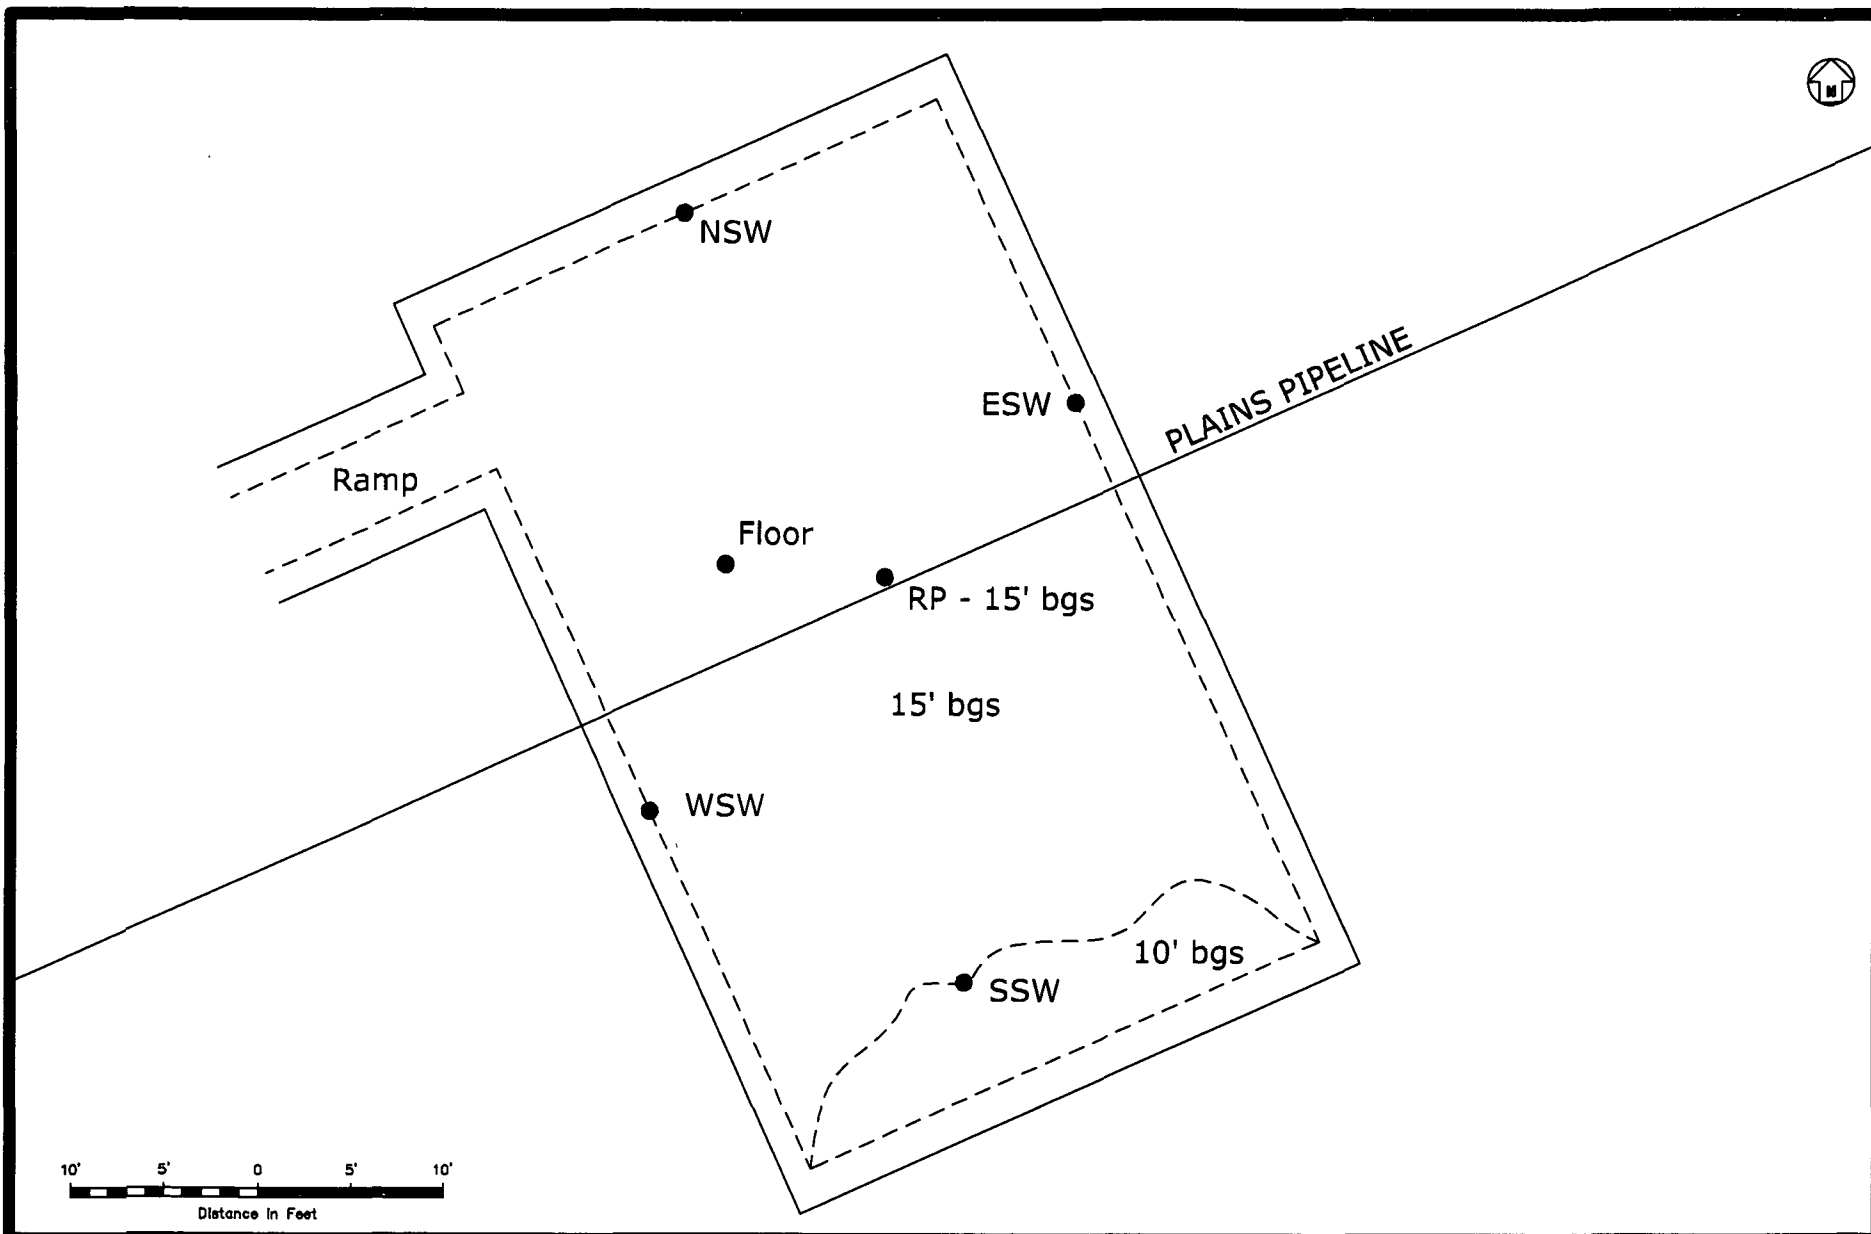 N
NSW
PLAINS PIPELINE
ESW
Ramp
Floor
RP - 15' bgs
15' bgs
WSW
10' bgs
SSW
10' 5' 0 5' 10'
Distance in Feet